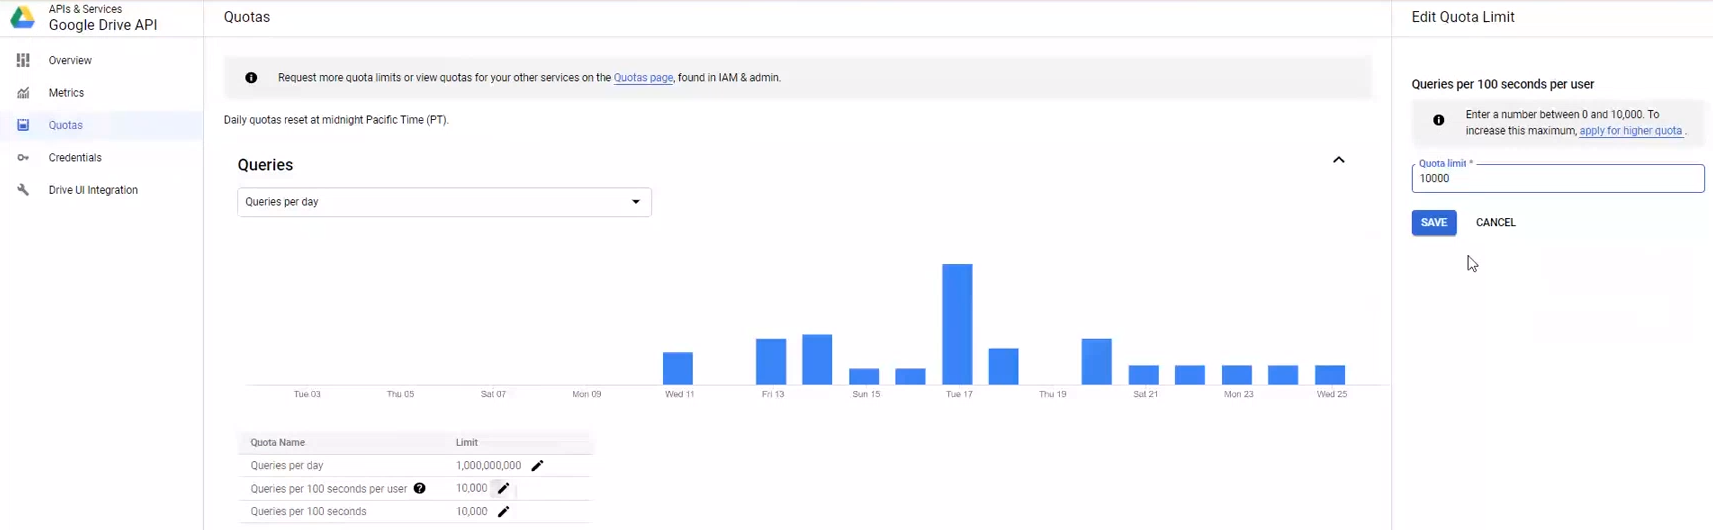 APIs & Services
Google Drive API
Overview
Metrics
Quotas
Credentials
Drive UI Integration
Quotas
Request more quota limits or view quotas for your other services on the Quotas page, found in IAM & admin.
Daily quotas reset at midnight Pacific Time (PT).
Queries
Queries per day
Tue 03
Thu 05
Sat 07
Mon 09
Wed 11
Fri 13
Sun 15
Tue 17
Thu 19
Sat 21
Mon 23
Wed 25
Quota Name Limit
Queries per day 1,000,000,000
Queries per 100 seconds per user 10,000
Queries per 100 seconds 10,000
Edit Quota Limit
Queries per 100 seconds per user
Enter a number between 0 and 10,000. To
increase this maximum, apply for higher quota .
Quota limit *
10000
SAVE CANCEL